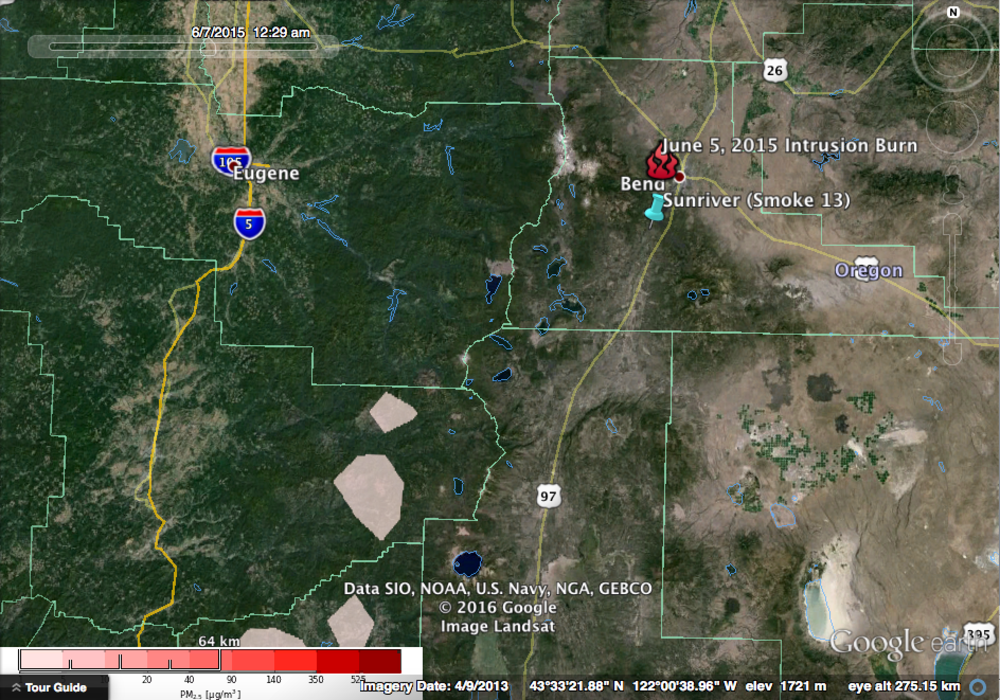 6/7/2015 12:29 am
N
26
June 5, 2015 Intrusion Burn
105
Eugene
Bend
Sunriver (Smoke 13)
5
Oregon
97
Data SIO, NOAA, U.S. Navy, NGA, GEBCO
© 2016 Google
Image Landsat
395
64 km
Google earth
1 5 10 20 40 90 140 350 525
Tour Guide
PM2.5 [µg/m³]
Imagery Date: 4/9/2013 43°33'21.88" N 122°00'38.96" W elev 1721 m eye alt 275.15 km